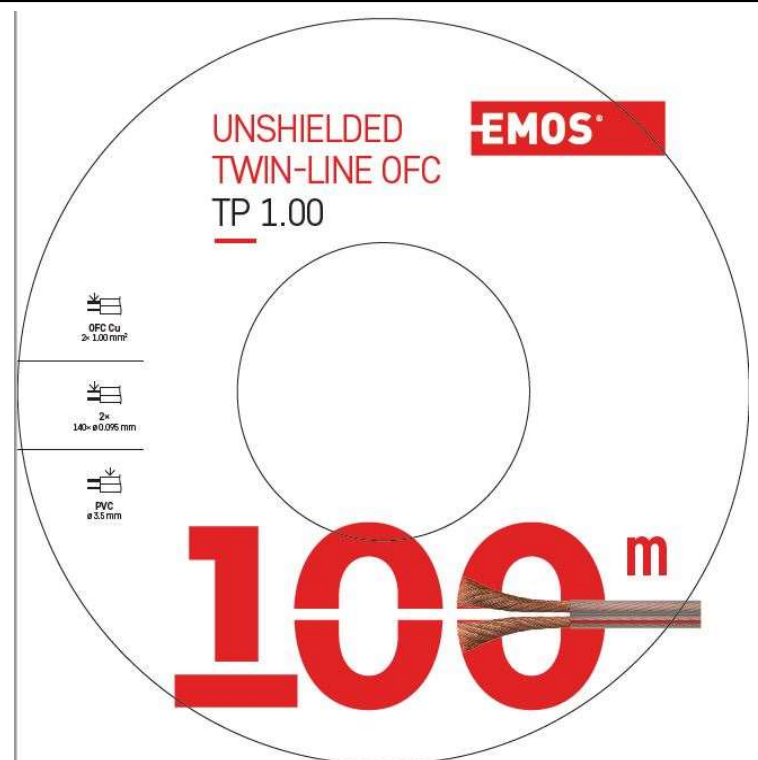 UNSHIELDED
TWIN-LINE OFC
TP 1.00
EMOS®
OFC Cu
2× 1.00 mm²
2×
140× ø 0.095 mm
PVC
ø 3.5 mm
100 m